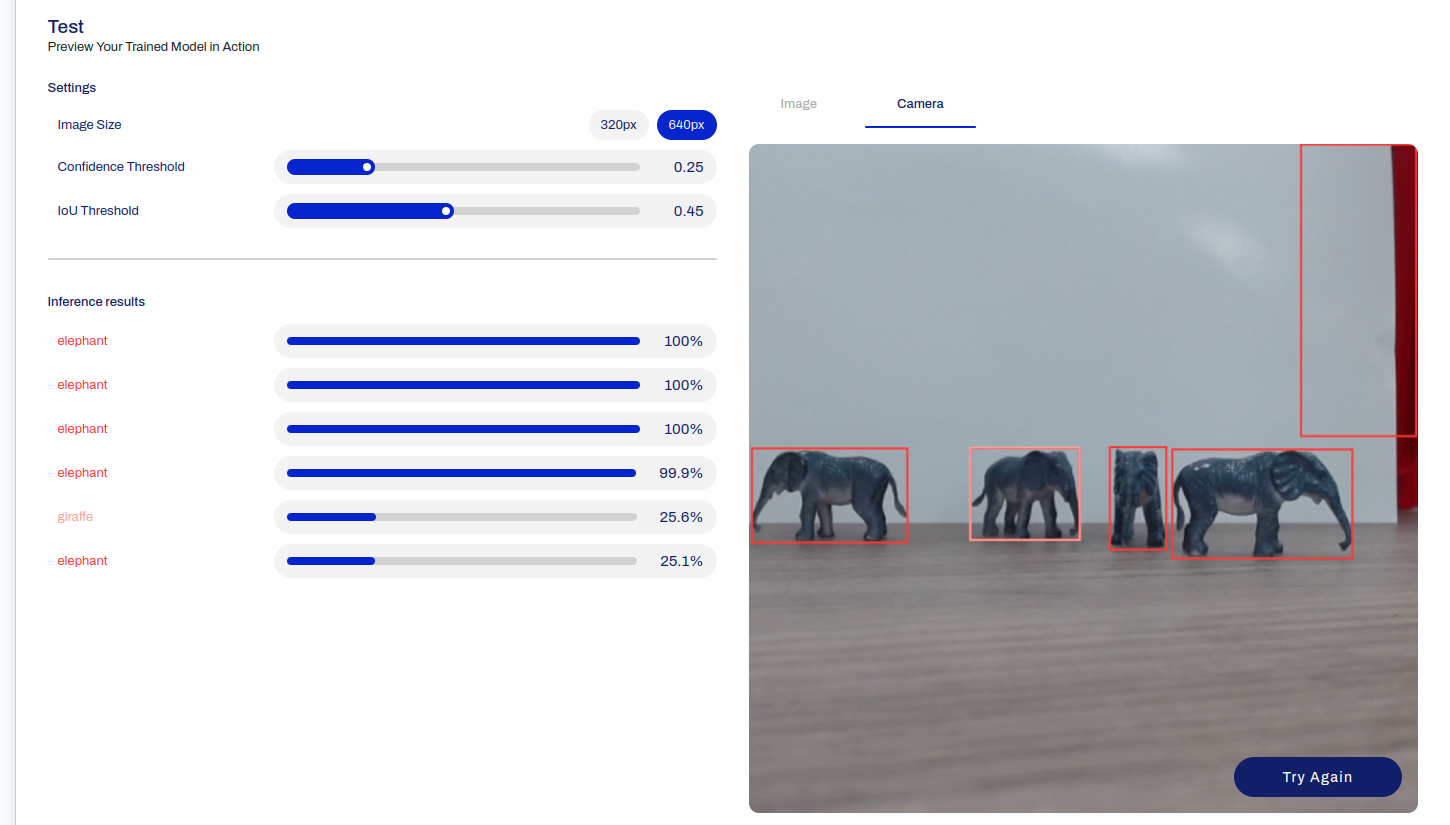 Test
Preview Your Trained Model in Action
Settings
Image Size
320px
640px
Confidence Threshold
0.25
IoU Threshold
0.45
Inference results
elephant
100%
elephant
100%
elephant
100%
elephant
99.9%
giraffe
25.6%
elephant
25.1%
Image
Camera
Try Again